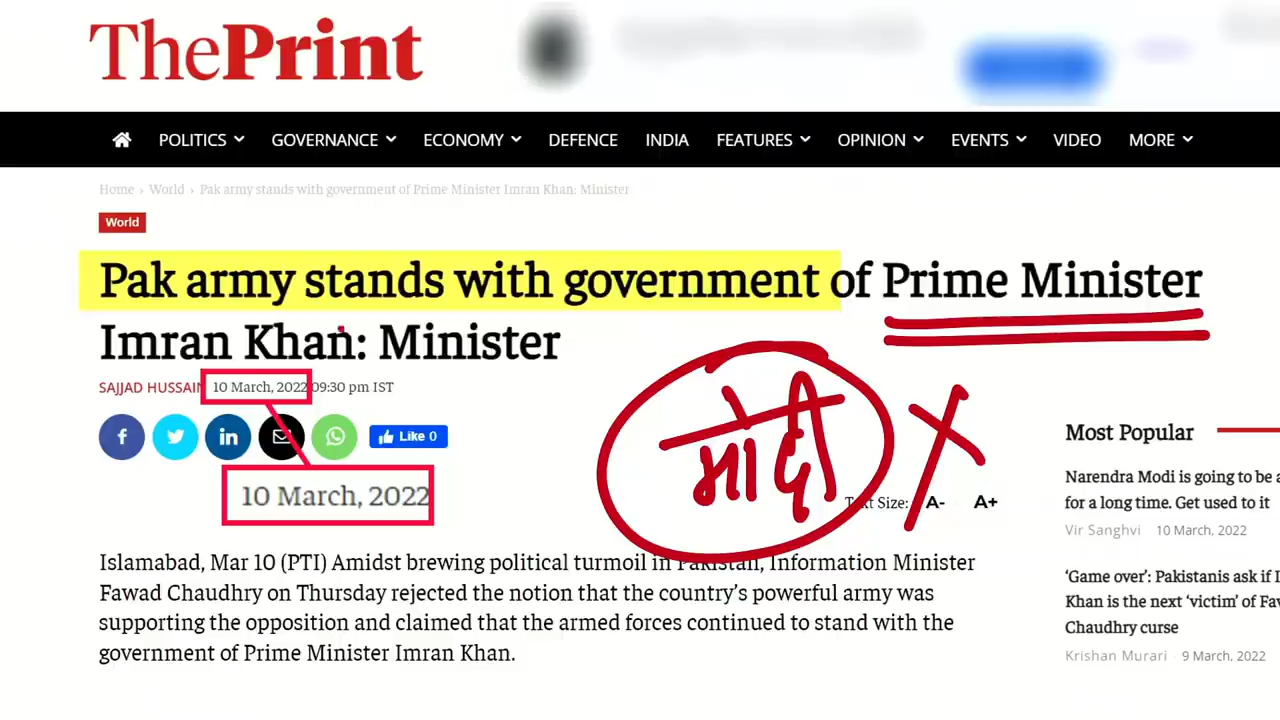 ThePrint
POLITICS GOVERNANCE ECONOMY DEFENCE INDIA FEATURES OPINION EVENTS VIDEO MORE
Home › World › Pak army stands with government of Prime Minister Imran Khan: Minister
World
Pak army stands with government of Prime Minister
Imran Khan: Minister
SAJJAD HUSSAIN 10 March, 2022 09:30 pm IST
Like 0
10 March, 2022
मोदी
Text Size: A- A+
Islamabad, Mar 10 (PTI) Amidst brewing political turmoil in Pakistan, Information Minister
Fawad Chaudhry on Thursday rejected the notion that the country’s powerful army was
supporting the opposition and claimed that the armed forces continued to stand with the
government of Prime Minister Imran Khan.
Most Popular
Narendra Modi is going to be a
for a long time. Get used to it
Vir Sanghvi 10 March, 2022
‘Game over’: Pakistanis ask if
Khan is the next ‘victim’ of
Chaudhry curse
Krishan Murari - 9 March, 2022